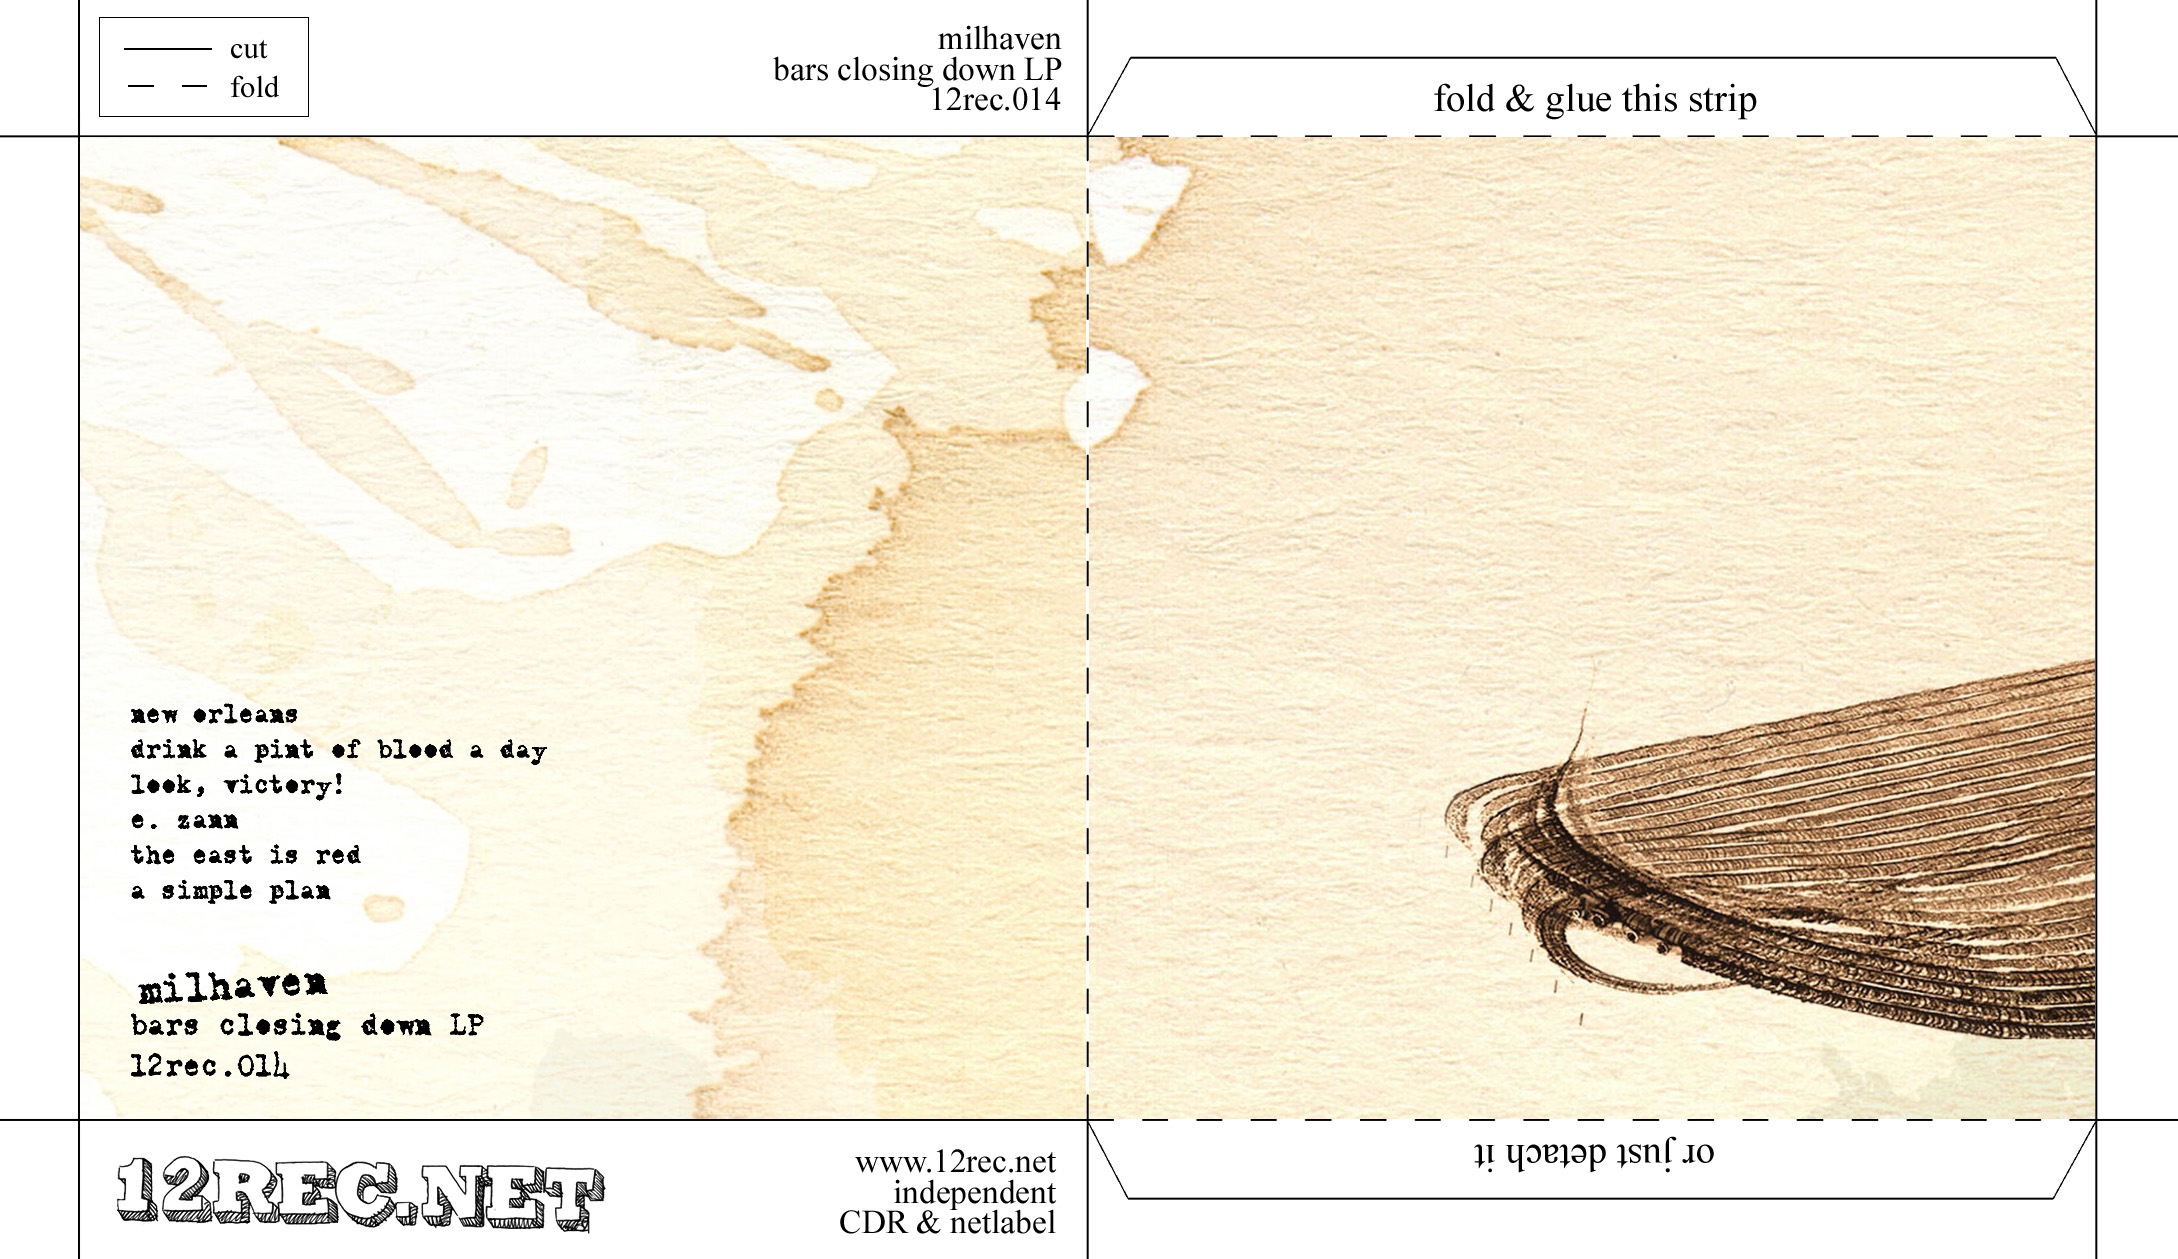 cut
fold
milhaven
bars closing down LP
12rec.014
fold & glue this strip
new orleans
drink a pint of blood a day
look, victory!
e. zann
the east is red
a simple plan
milhaven
bars closing down LP
12rec.014
12REC.NET
www.12rec.net
independent
CDR & netlabel
or just detach it